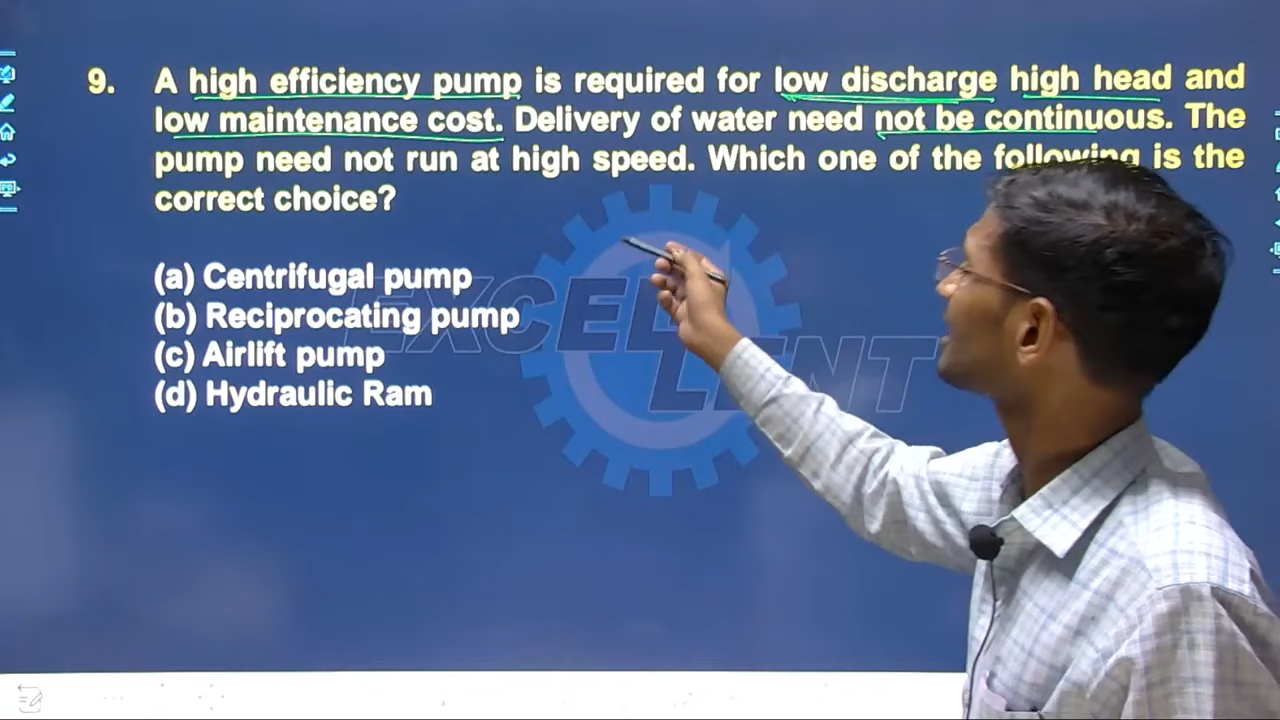 9. A high efficiency pump is required for low discharge high head and
low maintenance cost. Delivery of water need not be continuous. The
pump need not run at high speed. Which one of the following is the
correct choice?
(a) Centrifugal pump
(b) Reciprocating pump
(c) Airlift pump
(d) Hydraulic Ram
EXCELLENT